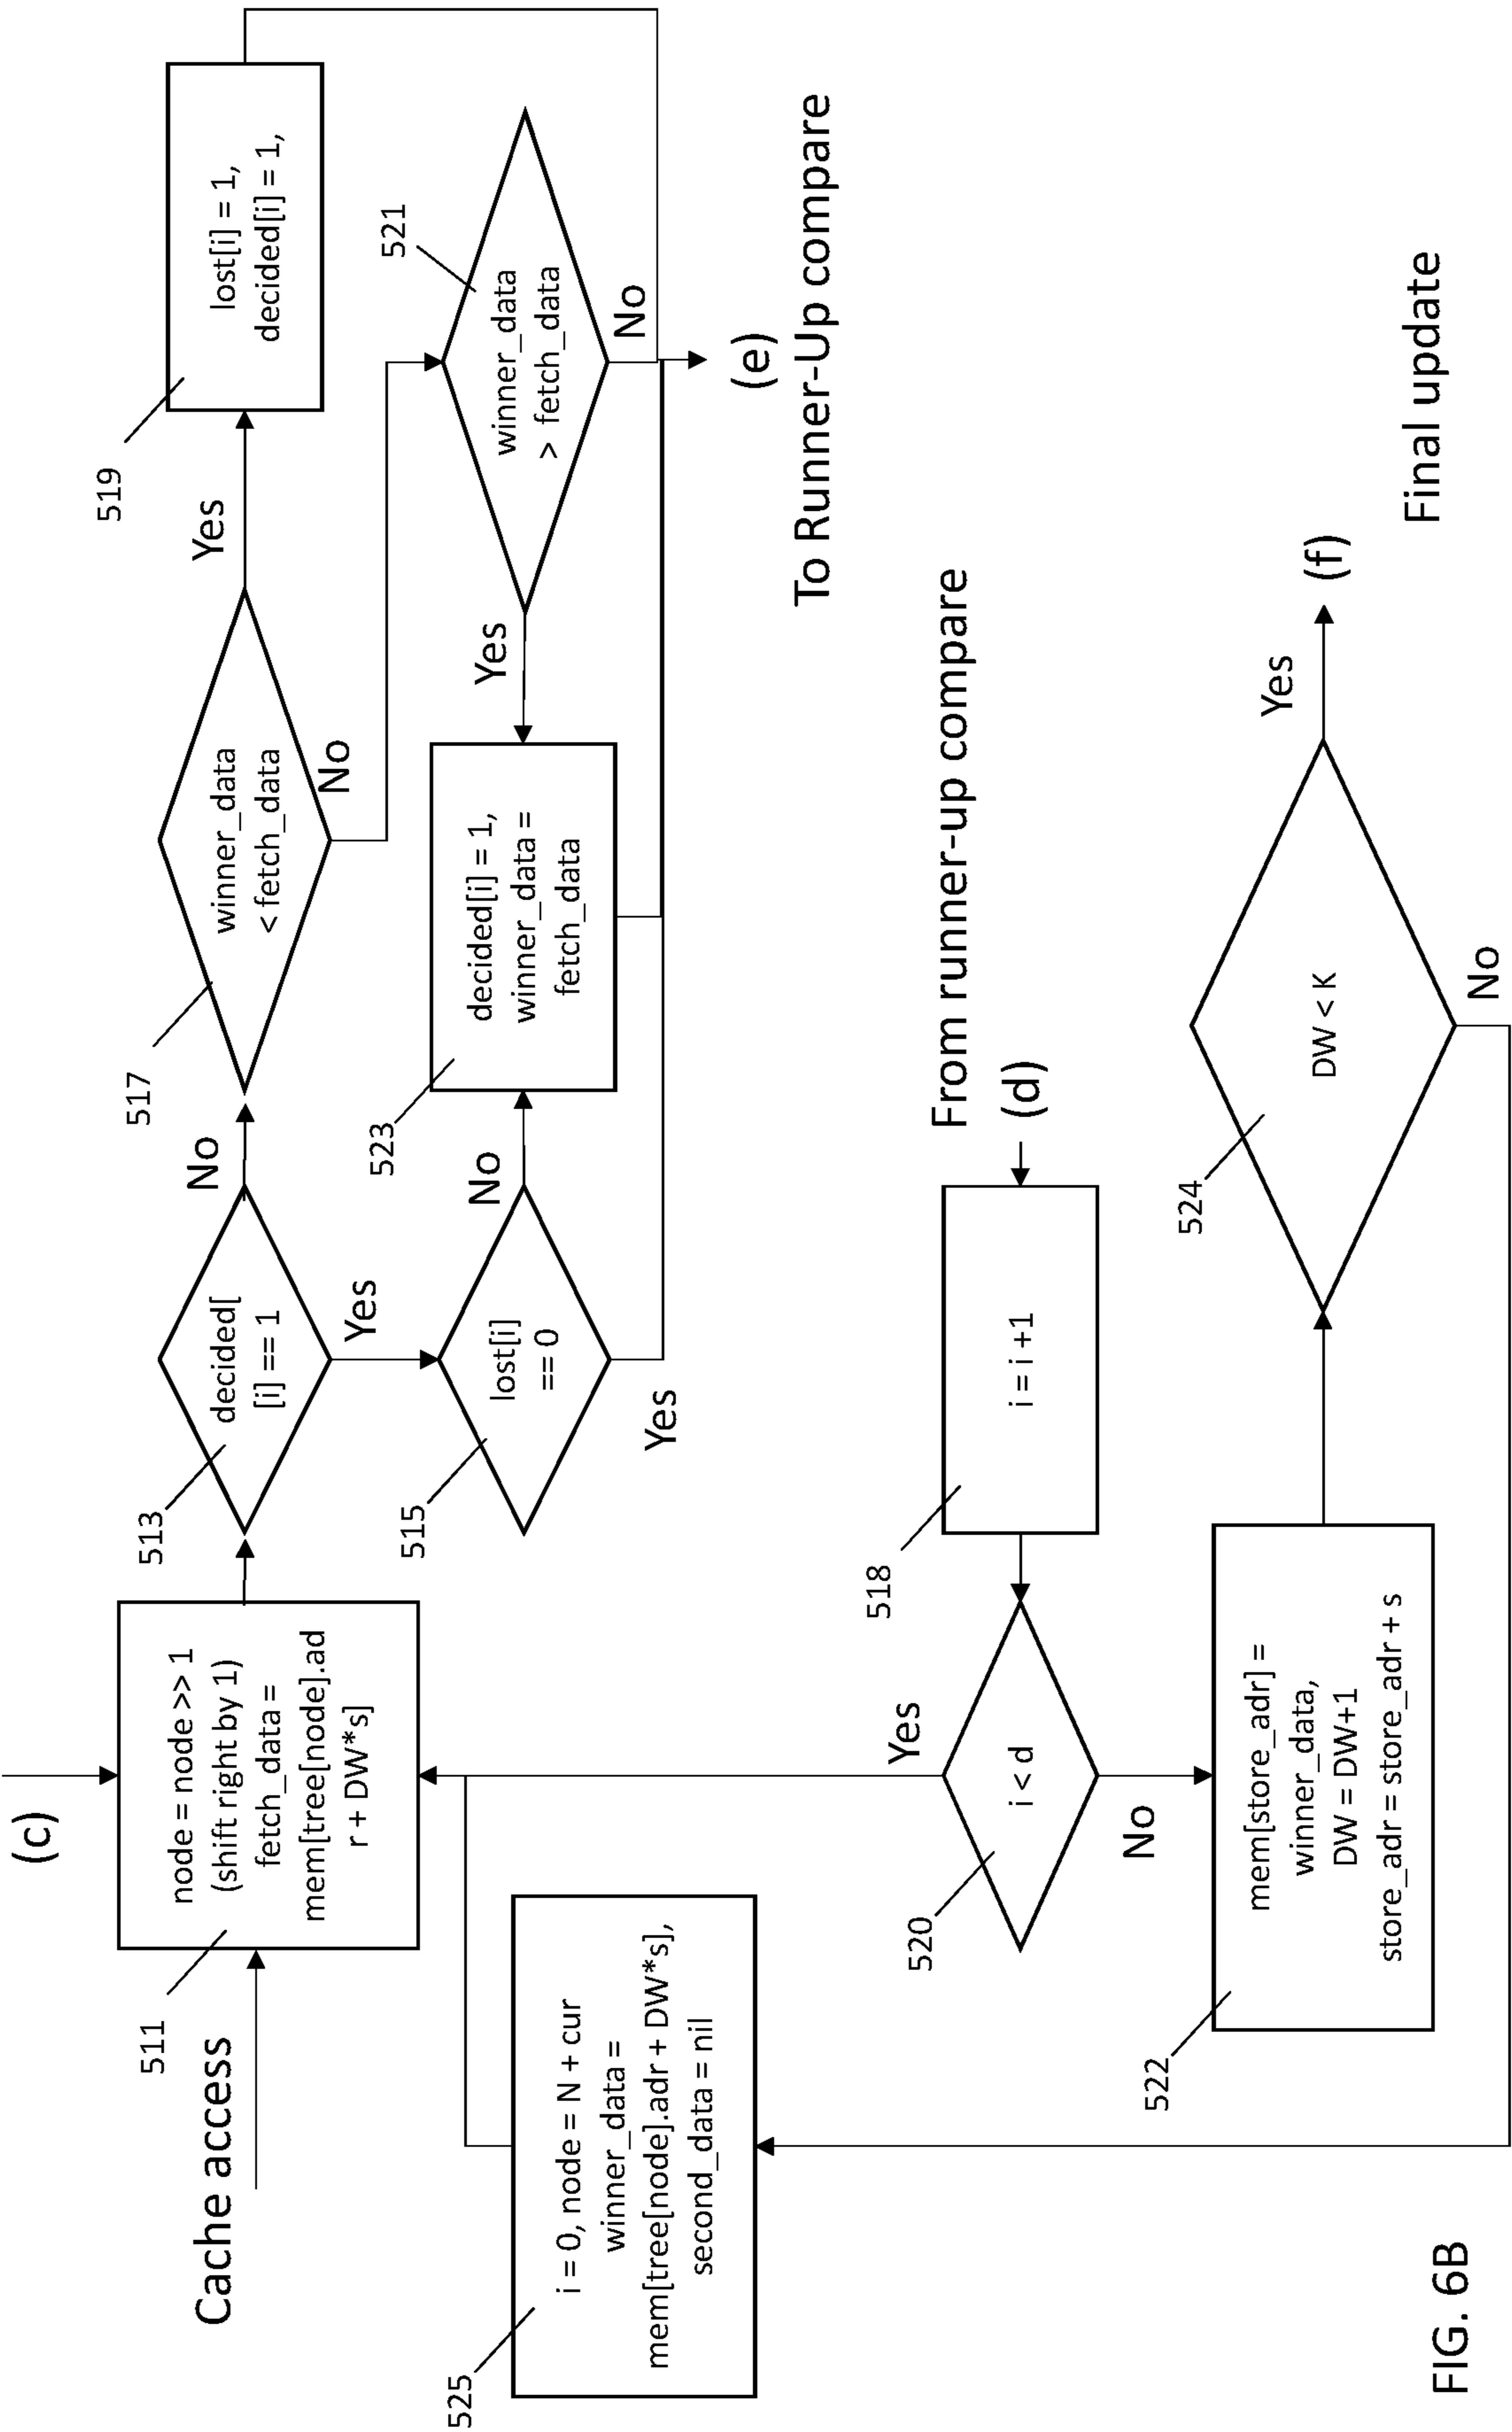 (c)
Cache access
511
node = node >> 1
(shift right by 1)
fetch_data =
mem[tree[node].ad
r + DW*s]
513
decided[
[i] == 1
No
Yes
517
winner_data
< fetch_data
Yes
No
519
lost[i] = 1,
decided[i] = 1,
515
lost[i]
== 0
No
Yes
523
decided[i] = 1,
winner_data =
fetch_data
Yes
521
winner_data
> fetch_data
No
(e)
To Runner-Up compare
525
i = 0, node = N + cur
winner_data =
mem[tree[node].adr + DW*s],
second_data = nil
From runner-up compare
(d)
518
i = i +1
520
i < d
Yes
No
522
mem[store_adr] =
winner_data,
DW = DW+1
store_adr = store_adr + s
524
DW < K
Yes
No
(f)
Final update
FIG. 6B